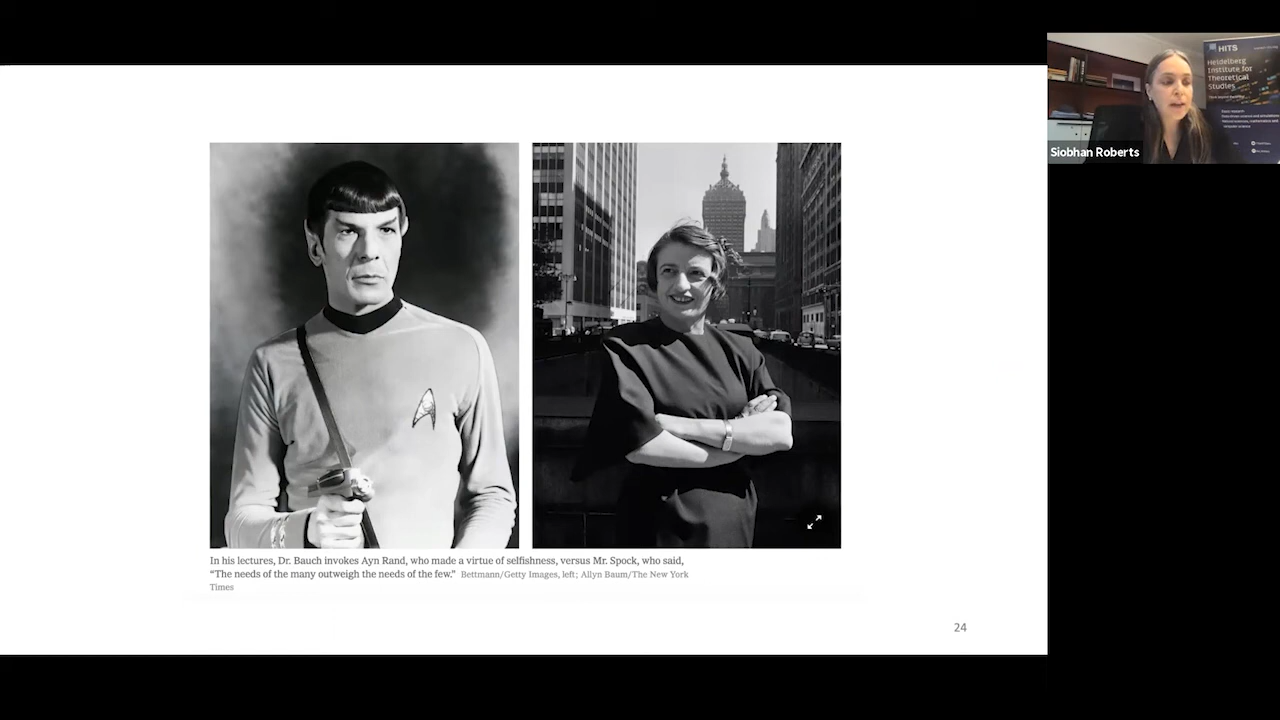 HITS
Heidelberg
Institute for
Theoretical
Studies
Siobhan Roberts
In his lectures, Dr. Bauch invokes Ayn Rand, who made a virtue of selfishness, versus Mr. Spock, who said,
“The needs of the many outweigh the needs of the few.” Bettmann/Getty Images, left; Allyn Baum/The New York
Times
24